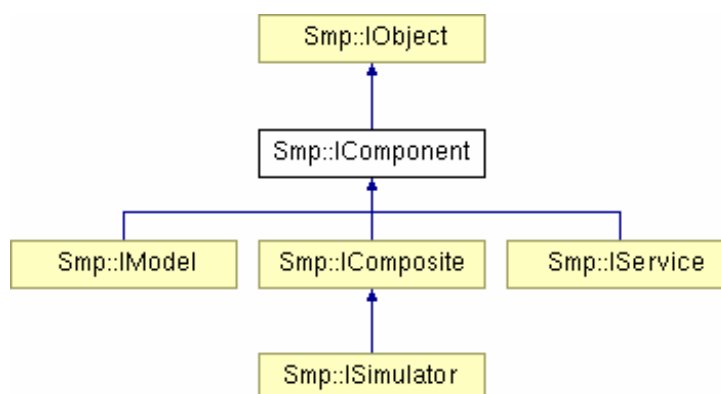 Smp::IObject
Smp::IComponent
Smp::IModel
Smp::IComposite
Smp::IService
Smp::ISimulator